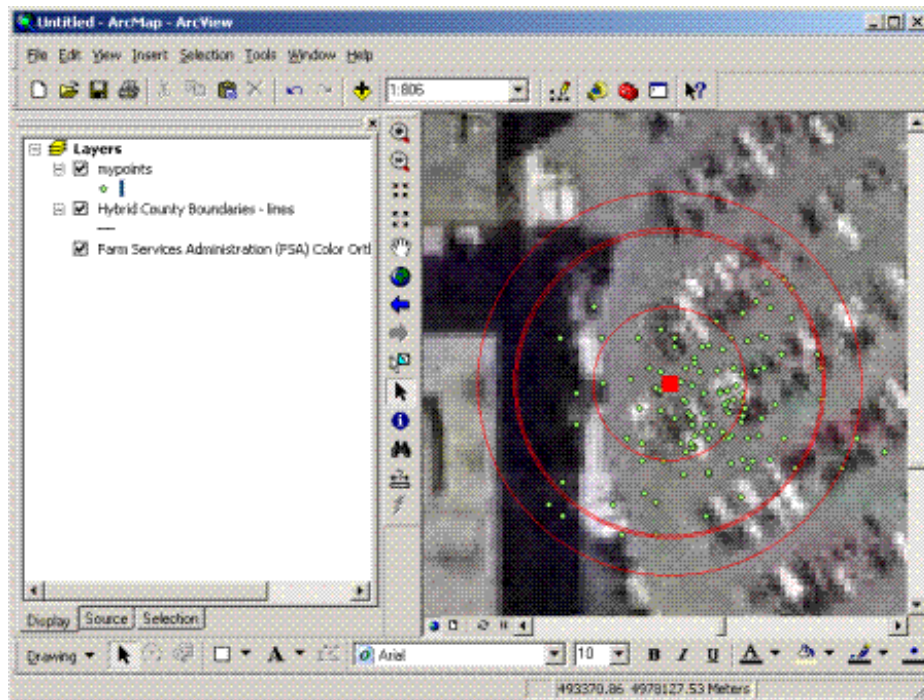 Untitled - ArcMap - ArcView
File Edit View Insert Selection Tools Window Help
1:806
Layers
mypoints
Hybrid County Boundaries - lines
Farm Services Administration (FSA) Color Ortl
Display Source Selection
Drawing A Arial 10 B I U A
493370.86 4978127.53 Meters